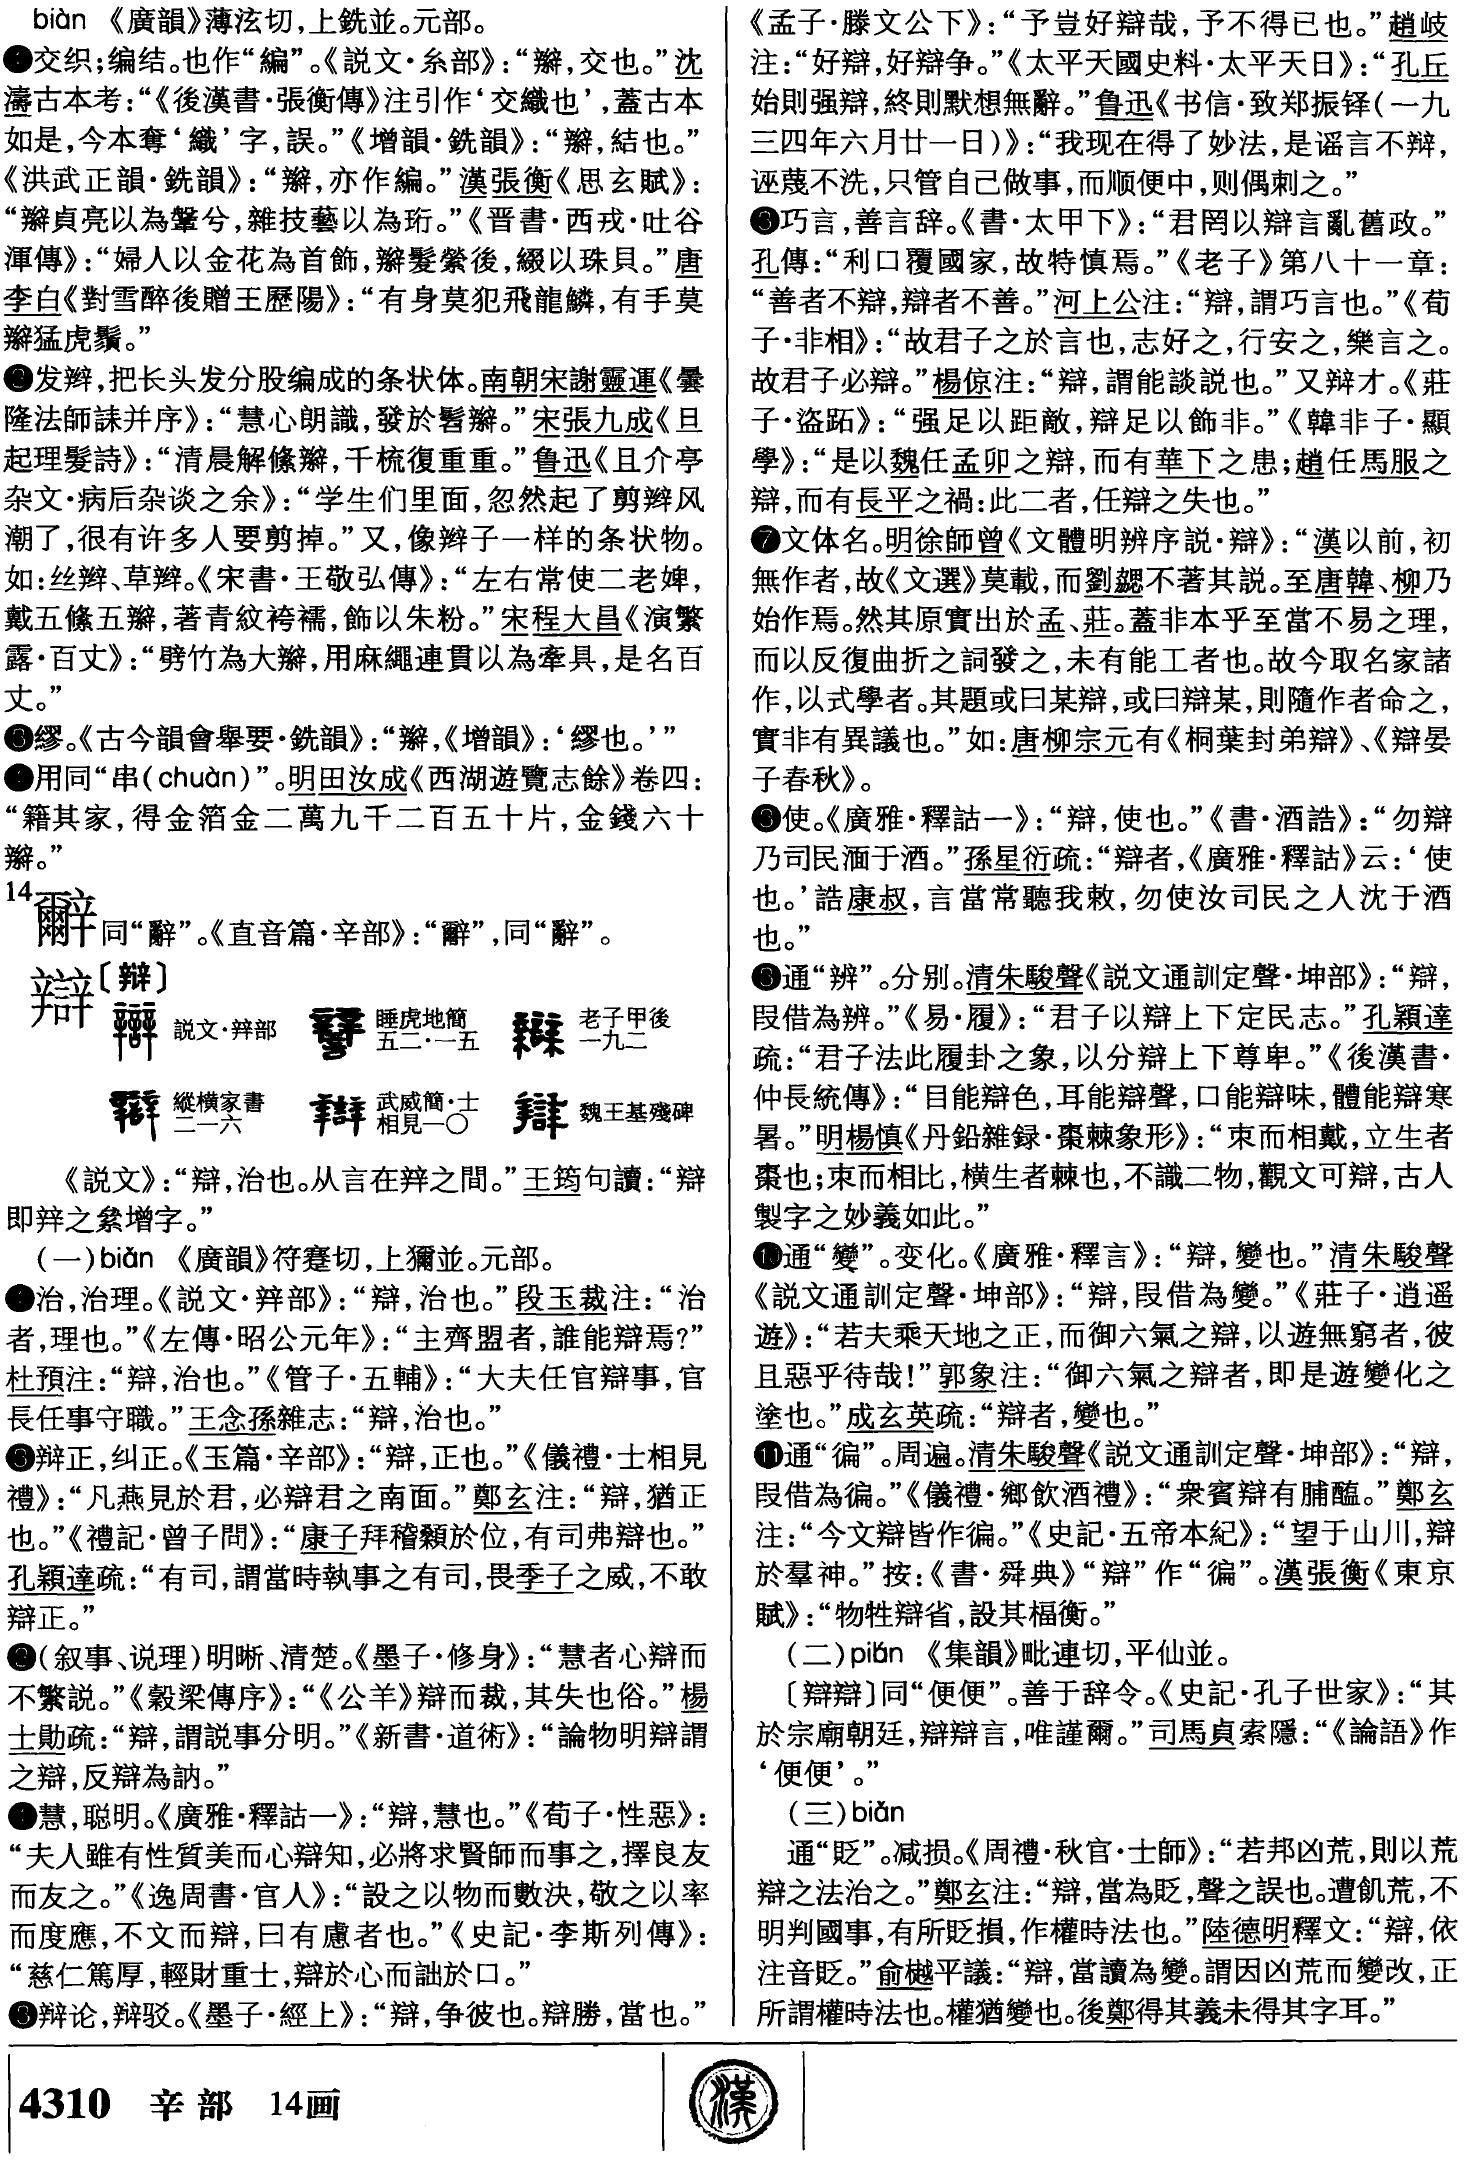 biàn 《廣韻》薄泫切，上銑並。元部。
❶交织；编结。也作“編”。《説文·糸部》：“辮，交也。”沈
濤古本考：“《後漢書·張衡傳》注引作‘交織也’，蓋古本
如是，今本奪‘織’字，誤。”《增韻·銑韻》：“辮，結也。”
《洪武正韻·銑韻》：“辮，亦作編。”漢張衡《思玄賦》：
“辮貞亮以為鞶兮，雜技藝以為珩。”《晋書·西戎·吐谷
渾傳》：“婦人以金花為首飾，辮髮縈後，綴以珠貝。”唐
李白《對雪醉後贈王歷陽》：“有身莫犯飛龍鱗，有手莫
辮猛虎鬚。”
❷发辫，把长头发分股编成的条状体。南朝宋謝靈運《曇
隆法師誄并序》：“慧心朗識，發於髫辮。”宋張九成《旦
起理髮詩》：“清晨解絛辮，千梳復重重。”鲁迅《且介亭
杂文·病后杂谈之余》：“学生们里面，忽然起了剪辫风
潮了，很有许多人要剪掉。”又，像辫子一样的条状物。
如：丝辫、草辫。《宋書·王敬弘傳》：“左右常使二老婢，
戴五絛五辮，著青紋袴襦，飾以朱粉。”宋程大昌《演繁
露·百丈》：“劈竹為大辮，用麻繩連貫以為牽具，是名百
丈。”
❸繆。《古今韻會舉要·銑韻》：“辮，《增韻》：‘繆也。’”
❹用同“串(chuàn)”。明田汝成《西湖遊覽志餘》卷四：
“籍其家，得金箔金二萬九千二百五十片，金錢六十
辮。”
14
同“辭”。《直音篇·辛部》：“ ”，同“辭”。
辯〔辩〕
説文·辡部　睡虎地簡五二·一五　老子甲後一九二
縱横家書二一六　武威簡·士相見一〇　魏王基殘碑
《説文》：“辯，治也。从言在辡之間。”王筠句讀：“辯
即辡之絫增字。”
(一)biàn 《廣韻》符蹇切，上獮並。元部。
❶治，治理。《説文·辡部》：“辯，治也。”段玉裁注：“治
者，理也。”《左傳·昭公元年》：“主齊盟者，誰能辯焉?”
杜預注：“辯，治也。”《管子·五輔》：“大夫任官辯事，官
長任事守職。”王念孫雜志：“辯，治也。”
❷辩正，纠正。《玉篇·辛部》：“辯，正也。”《儀禮·士相見
禮》：“凡燕見於君，必辯君之南面。”鄭玄注：“辯，猶正
也。”《禮記·曾子問》：“康子拜稽顙於位，有司弗辯也。”
孔穎達疏：“有司，謂當時執事之有司，畏季子之威，不敢
辯正。”
❸(叙事、说理)明晰、清楚。《墨子·修身》：“慧者心辯而
不繁説。”《穀梁傳序》：“《公羊》辯而裁，其失也俗。”楊
士勛疏：“辯，謂説事分明。”《新書·道術》：“論物明辯謂
之辯，反辯為訥。”
❹慧，聪明。《廣雅·釋詁一》：“辯，慧也。”《荀子·性惡》：
“夫人雖有性質美而心辯知，必將求賢師而事之，擇良友
而友之。”《逸周書·官人》：“設之以物而數決，敬之以卒
而度應，不文而辯，曰有慮者也。”《史記·李斯列傳》：
“慈仁篤厚，輕財重士，辯於心而詘於口。”
❺辩论，辩驳。《墨子·經上》：“辯，争彼也。辯勝，當也。”
《孟子·滕文公下》：“予豈好辯哉，予不得已也。”趙岐
注：“好辯，好辯争。”《太平天國史料·太平天日》：“孔丘
始則强辯，終則默想無辭。”鲁迅《书信·致郑振铎(一九
三四年六月廿一日)》：“我现在得了妙法，是谣言不辩，
诬蔑不洗，只管自己做事，而顺便中，则偶刺之。”
❻巧言，善言辞。《書·太甲下》：“君罔以辯言亂舊政。”
孔傳：“利口覆國家，故特慎焉。”《老子》第八十一章：
“善者不辯，辯者不善。”河上公注：“辯，謂巧言也。”《荀
子·非相》：“故君子之於言也，志好之，行安之，樂言之。
故君子必辯。”楊倞注：“辯，謂能談説也。”又辩才。《莊
子·盜跖》：“强足以距敵，辯足以飾非。”《韓非子·顯
學》：“是以魏任孟卯之辯，而有華下之患；趙任馬服之
辯，而有長平之禍：此二者，任辯之失也。”
❼文体名。明徐師曾《文體明辨序説·辯》：“漢以前，初
無作者，故《文選》莫載，而劉勰不著其説。至唐韓、柳乃
始作焉。然其原實出於孟、莊。蓋非本乎至當不易之理，
而以反復曲折之詞發之，未有能工者也。故今取名家諸
作，以式學者。其題或曰某辯，或曰辯某，則隨作者命之，
實非有異議也。”如：唐柳宗元有《桐葉封弟辯》、《辯晏
子春秋》。
❽使。《廣雅·釋詁一》：“辯，使也。”《書·酒誥》：“勿辯
乃司民湎于酒。”孫星衍疏：“辯者，《廣雅·釋詁》云：‘使
也。’誥康叔，言當常聽我敕，勿使汝司民之人沈于酒
也。”
❾通“辨”。分别。清朱駿聲《説文通訓定聲·坤部》：“辯，
叚借為辨。”《易·履》：“君子以辯上下定民志。”孔穎達
疏：“君子法此履卦之象，以分辯上下尊卑。”《後漢書·
仲長統傳》：“目能辯色，耳能辯聲，口能辯味，體能辯寒
暑。”明楊慎《丹鉛雜録·棗棘象形》：“朿而相戴，立生者
棗也；朿而相比，横生者棘也，不識二物，觀文可辯，古人
製字之妙義如此。”
❿通“變”。变化。《廣雅·釋言》：“辯，變也。”清朱駿聲
《説文通訓定聲·坤部》：“辯，叚借為變。”《莊子·逍遥
遊》：“若夫乘天地之正，而御六氣之辯，以遊無窮者，彼
且惡乎待哉！”郭象注：“御六氣之辯者，即是遊變化之
塗也。”成玄英疏：“辯者，變也。”
⓫通“徧”。周遍。清朱駿聲《説文通訓定聲·坤部》：“辯，
叚借為徧。”《儀禮·鄉飲酒禮》：“衆賓辯有脯醢。”鄭玄
注：“今文辯皆作徧。”《史記·五帝本紀》：“望于山川，辯
於羣神。”按：《書·舜典》“辯”作“徧”。漢張衡《東京
賦》：“物牲辯省，設其楅衡。”
(二)pián 《集韻》毗連切，平仙並。
〔辯辯〕同“便便”。善于辞令。《史記·孔子世家》：“其
於宗廟朝廷，辯辯言，唯謹爾。”司馬貞索隱：“《論語》作
‘便便’。”
(三)biǎn
通“貶”。减损。《周禮·秋官·士師》：“若邦凶荒，則以荒
辯之法治之。”鄭玄注：“辯，當為貶，聲之誤也。遭飢荒，不
明判國事，有所貶損，作權時法也。”陸德明釋文：“辯，依
注音貶。”俞樾平議：“辯，當讀為變。謂因凶荒而變改，正
所謂權時法也。權猶變也。後鄭得其義未得其字耳。”
4310 辛部 14画
漢